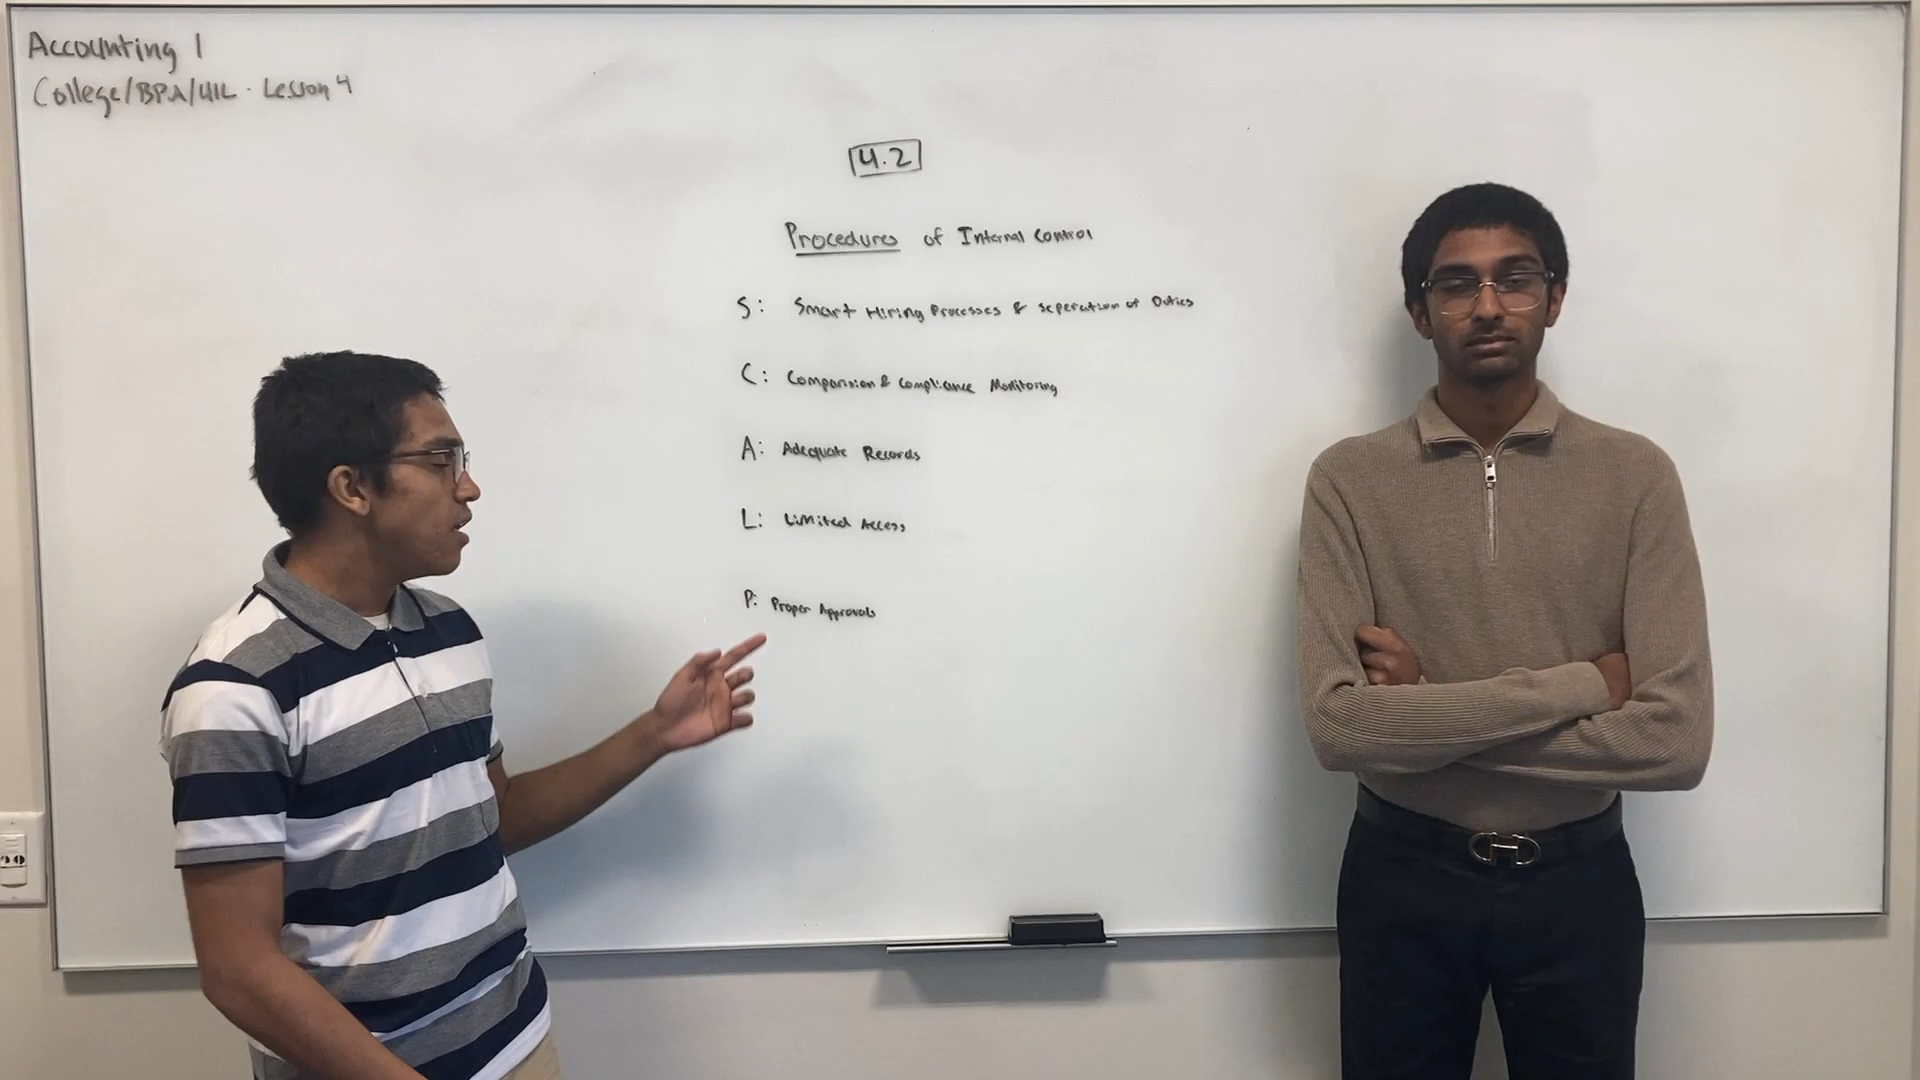 Accounting 1
College/BPA/UIL - Lesson 4
4.2
Procedures of Internal Control
S: Smart Hiring Processes & Seperation of Duties
C: Comparision & Compliance Monitoring
A: Adequate Records
L: Limited Access
P: Proper Approvals